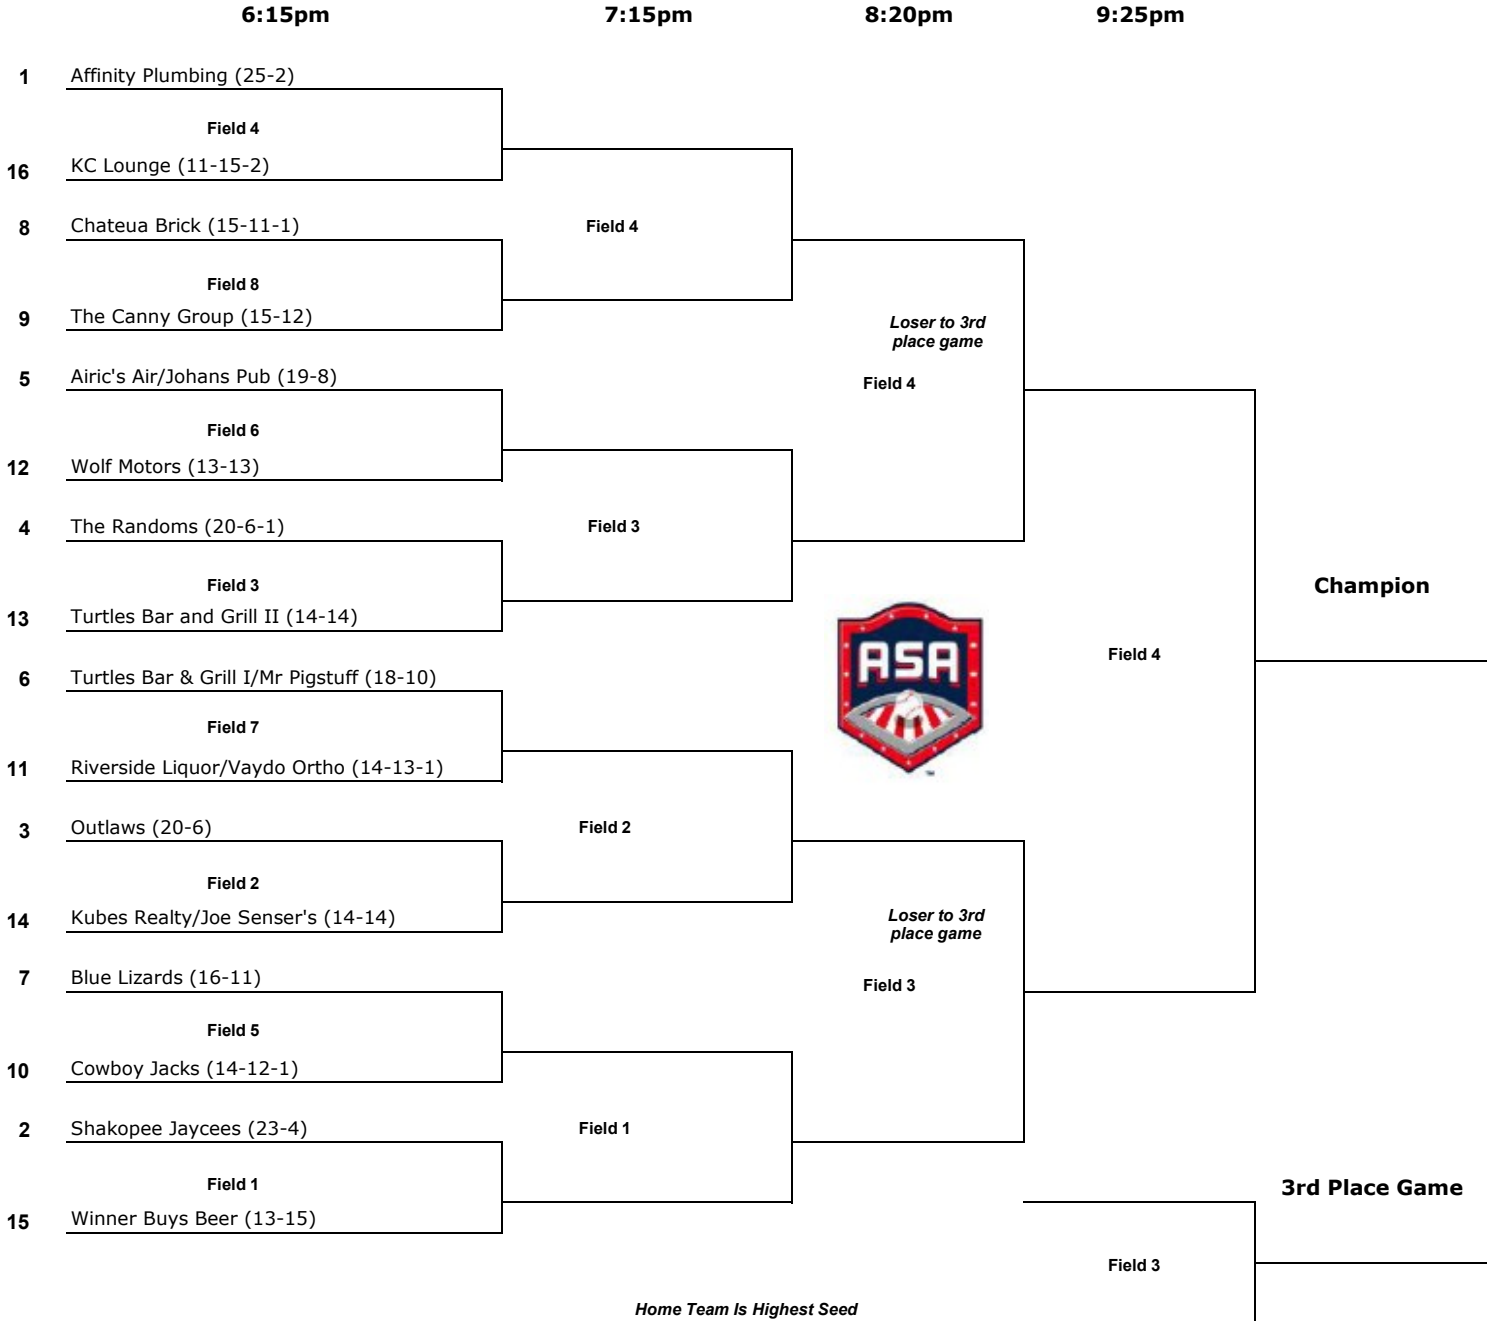 6:15pm 7:15pm 8:20pm 9:25pm
1 Affinity Plumbing (25-2)
Field 4
16 KC Lounge (11-15-2)
8 Chateua Brick (15-11-1) Field 4
Field 8
9 The Canny Group (15-12)
Loser to 3rd
place game
5 Airic's Air/Johans Pub (19-8) Field 4
Field 6
12 Wolf Motors (13-13)
4 The Randoms (20-6-1) Field 3
Field 3
Champion
13 Turtles Bar and Grill II (14-14)
ASA
Field 4
6 Turtles Bar & Grill I/Mr Pigstuff (18-10)
Field 7
11 Riverside Liquor/Vaydo Ortho (14-13-1)
TM
3 Outlaws (20-6) Field 2
Field 2
14 Kubes Realty/Joe Senser's (14-14)
Loser to 3rd
place game
7 Blue Lizards (16-11) Field 3
Field 5
10 Cowboy Jacks (14-12-1)
2 Shakopee Jaycees (23-4) Field 1
Field 1
3rd Place Game
15 Winner Buys Beer (13-15)
Field 3
Home Team Is Highest Seed